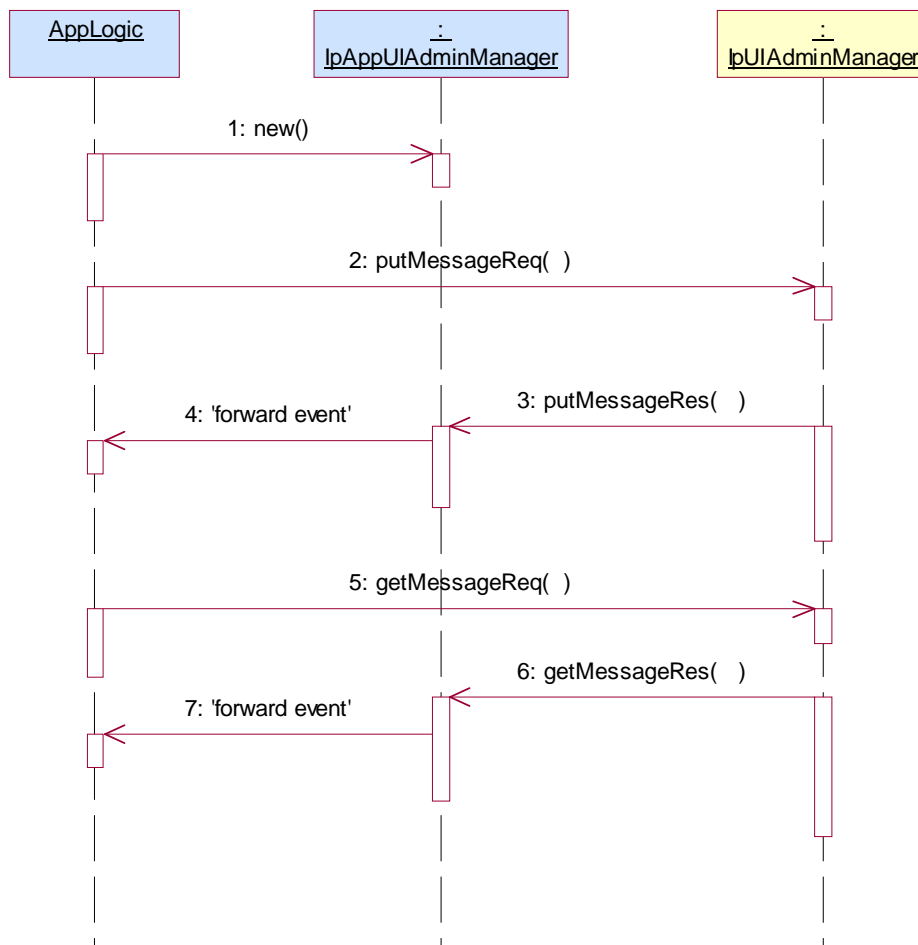 AppLogic
:
IpAppUIAdminManager
:
IpUIAdminManager
1: new()
2: putMessageReq( )
3: putMessageRes( )
4: 'forward event'
5: getMessageReq( )
6: getMessageRes( )
7: 'forward event'